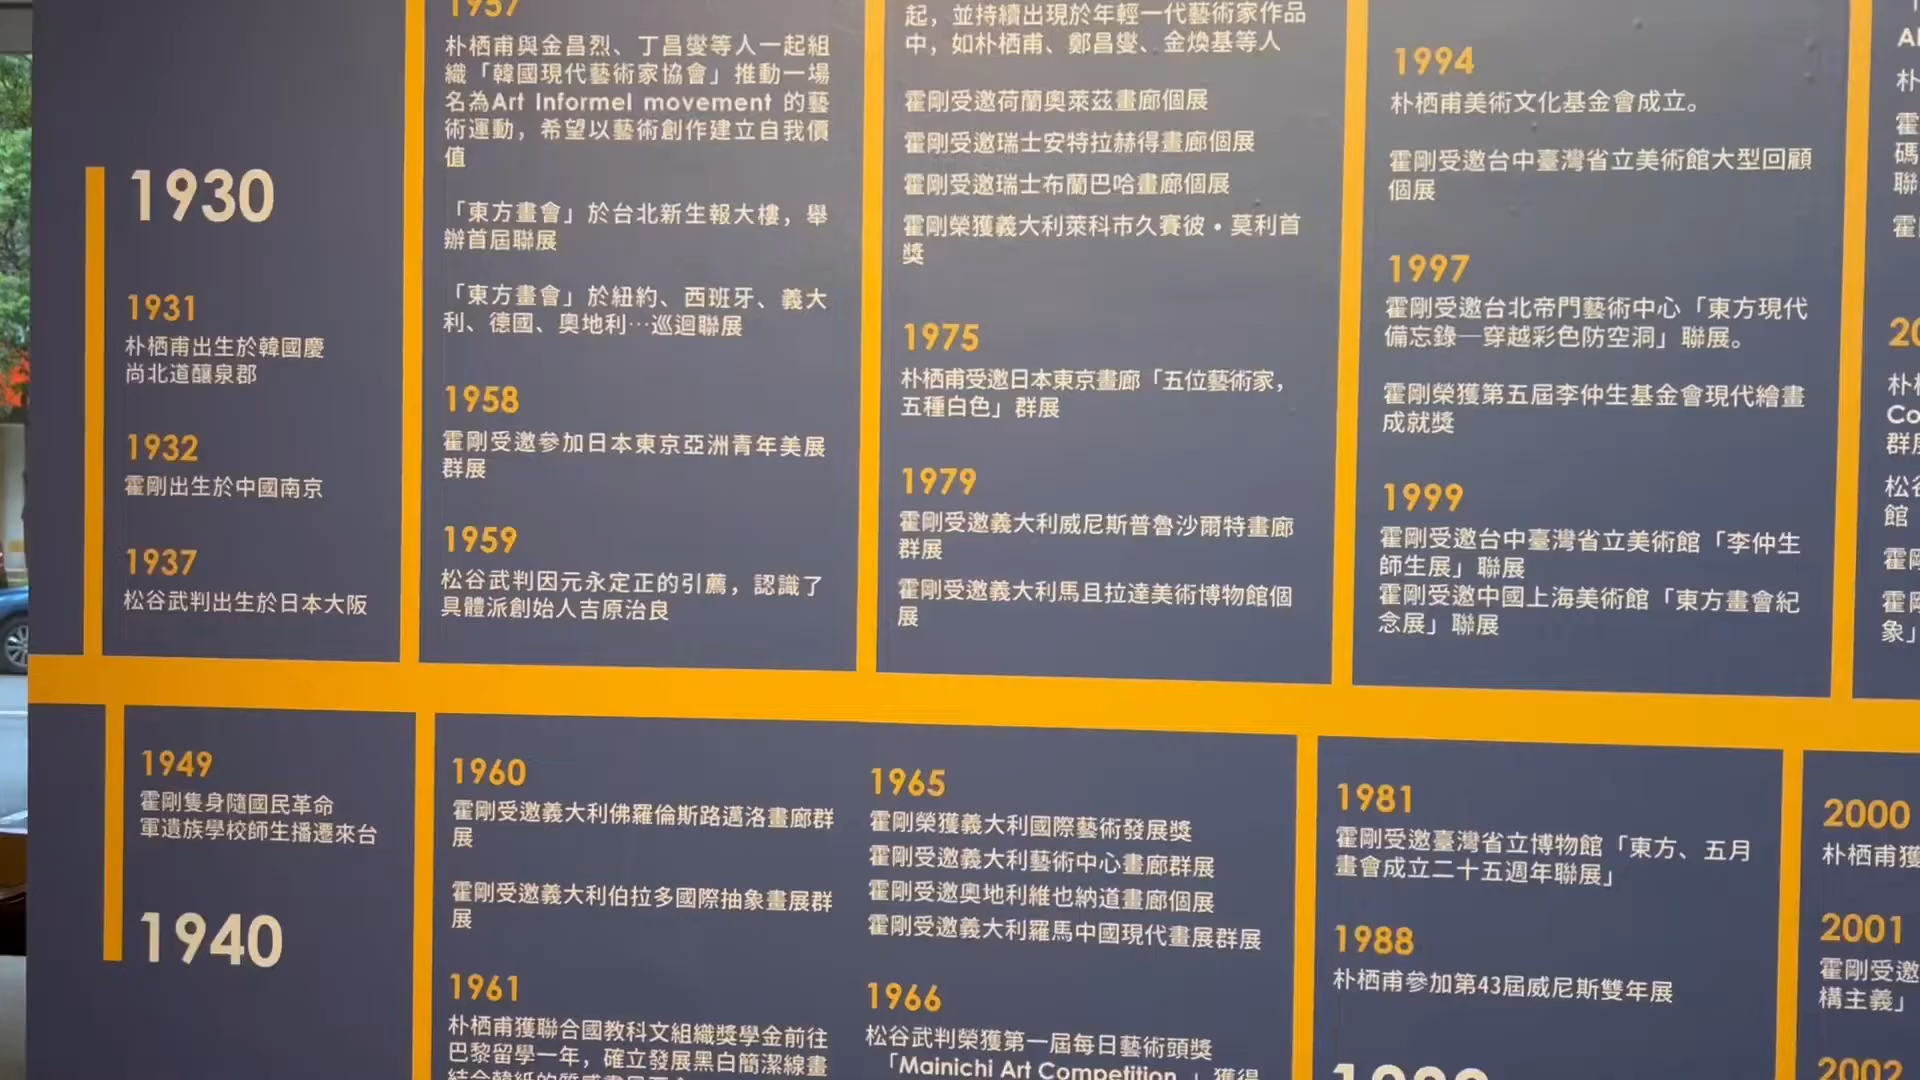 1930
1931
朴栖甫出生於韓國慶
尚北道釀泉郡
1932
霍剛出生於中國南京
1937
松谷武判出生於日本大阪
1957
朴栖甫與金昌烈、丁昌燮等人一起組
織「韓國現代藝術家協會」推動一場
名為Art Informel movement 的藝
術運動，希望以藝術創作建立自我價
值
「東方畫會」於台北新生報大樓，舉
辦首屆聯展
「東方畫會」於紐約、西班牙、義大
利、德國、奧地利…巡迴聯展
1958
霍剛受邀參加日本東京亞洲青年美展
群展
1959
松谷武判因元永定正的引薦，認識了
具體派創始人吉原治良
起，並持續出現於年輕一代藝術家作品
中，如朴栖甫、鄭昌燮、金煥基等人
霍剛受邀荷蘭奧萊茲畫廊個展
霍剛受邀瑞士安特拉赫得畫廊個展
霍剛受邀瑞士布蘭巴哈畫廊個展
霍剛榮獲義大利萊科市久賽彼•莫利首
獎
1975
朴栖甫受邀日本東京畫廊「五位藝術家，
五種白色」群展
1979
霍剛受邀義大利威尼斯普魯沙爾特畫廊
群展
霍剛受邀義大利馬且拉達美術博物館個
展
1994
朴栖甫美術文化基金會成立。
霍剛受邀台中臺灣省立美術館大型回顧
個展
1997
霍剛受邀台北帝門藝術中心「東方現代
備忘錄─穿越彩色防空洞」聯展。
霍剛榮獲第五屆李仲生基金會現代繪畫
成就獎
1999
霍剛受邀台中臺灣省立美術館「李仲生
師生展」聯展
霍剛受邀中國上海美術館「東方畫會紀
念展」聯展
朴
霍
碼
聯
霍
20
Co
群
館
象」
1949
霍剛隻身隨國民革命
軍遺族學校師生播遷來台
1940
1960
霍剛受邀義大利佛羅倫斯路邁洛畫廊群
展
霍剛受邀義大利伯拉多國際抽象畫展群
展
1961
朴栖甫獲聯合國教科文組織獎學金前往
巴黎留學一年，確立發展黑白簡潔線畫
1965
霍剛榮獲義大利國際藝術發展獎
霍剛受邀義大利藝術中心畫廊群展
霍剛受邀奧地利維也納道畫廊個展
霍剛受邀義大利羅馬中國現代畫展群展
1966
松谷武判榮獲第一屆每日藝術頭獎
「Mainichi Art Competition 」獲得
1981
霍剛受邀臺灣省立博物館「東方、五月
畫會成立二十五週年聯展」
1988
朴栖甫參加第43屆威尼斯雙年展
2000
朴栖甫獲
2001
霍剛受邀
構主義」
2002